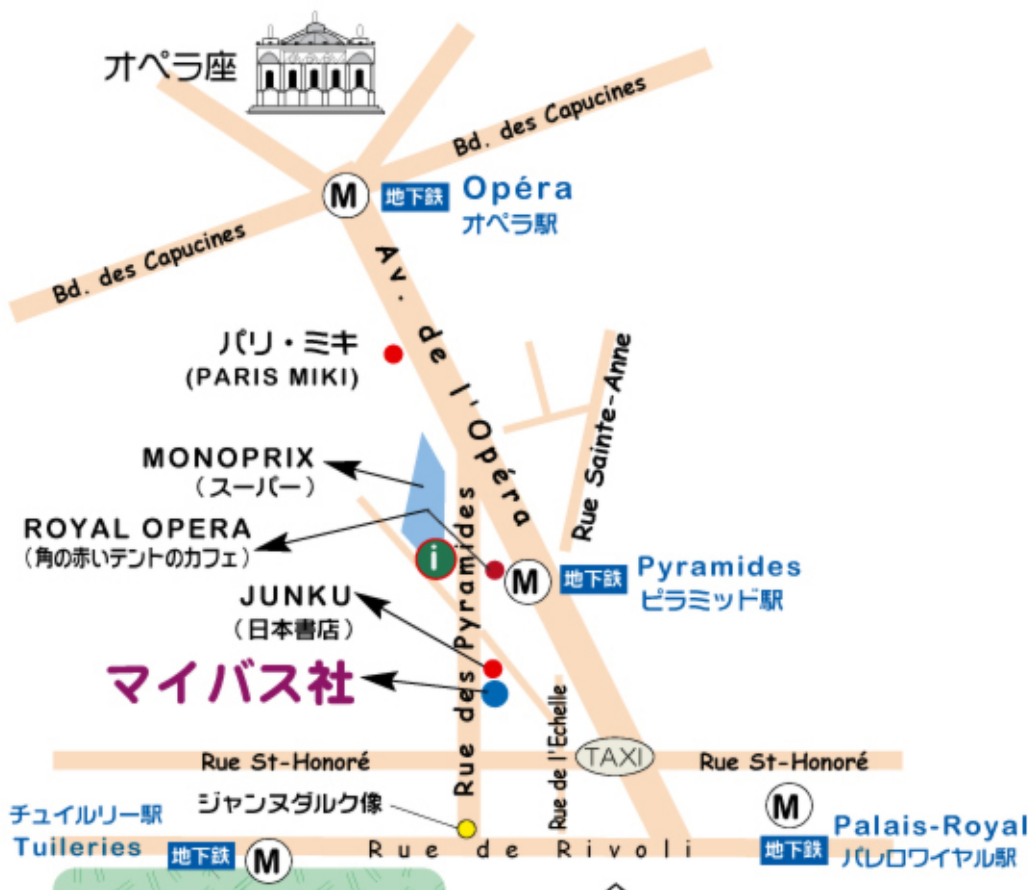 オペラ座
Bd. des Capucines
M
地下鉄
Opéra
オペラ駅
Bd. des Capucines
Av. de l'Opéra
パリ・ミキ
(PARIS MIKI)
Rue Sainte-Anne
MONOPRIX
(スーパー)
ROYAL OPERA
(角の赤いテントのカフェ)
i
M
地下鉄
Pyramides
ピラミッド駅
JUNKU
(日本書店)
Rue des Pyramides
マイバス社
Rue de l'Echelle
Rue St-Honoré
TAXI
Rue St-Honoré
ジャンヌダルク像
チュイルリー駅
Tuileries
地下鉄
M
Rue de Rivoli
M
地下鉄
Palais-Royal
パレロワイヤル駅